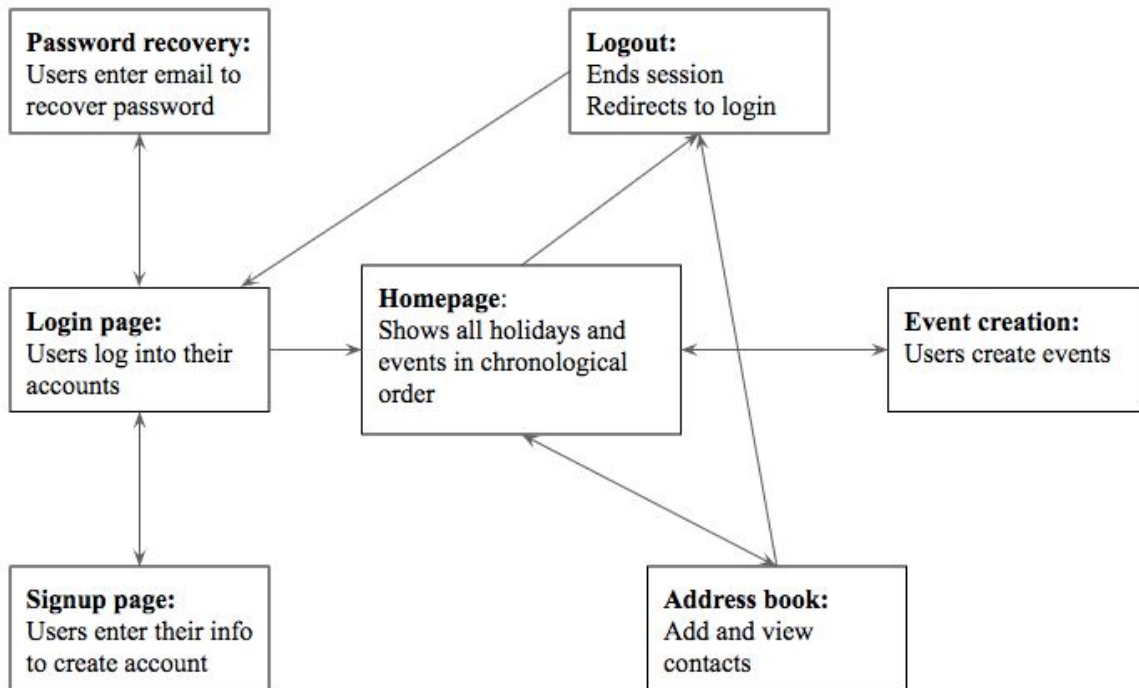 Password recovery:
Users enter email to
recover password
Logout:
Ends session
Redirects to login
Login page:
Users log into their
accounts
Homepage:
Shows all holidays and
events in chronological
order
Event creation:
Users create events
Signup page:
Users enter their info
to create account
Address book:
Add and view
contacts